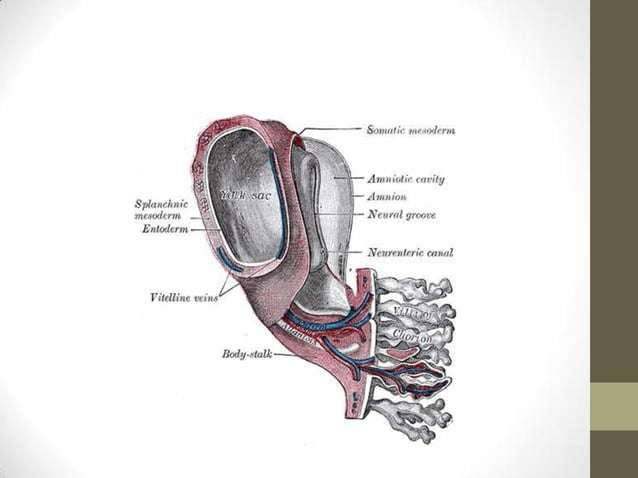 Somatic mesoderm
Amniotic cavity
Amnion
Neural groove
Neurenteric canal
Yolk sac
Splanchnic
mesoderm
Entoderm
Vitelline veins
Body-stalk
Villi of
Chorion